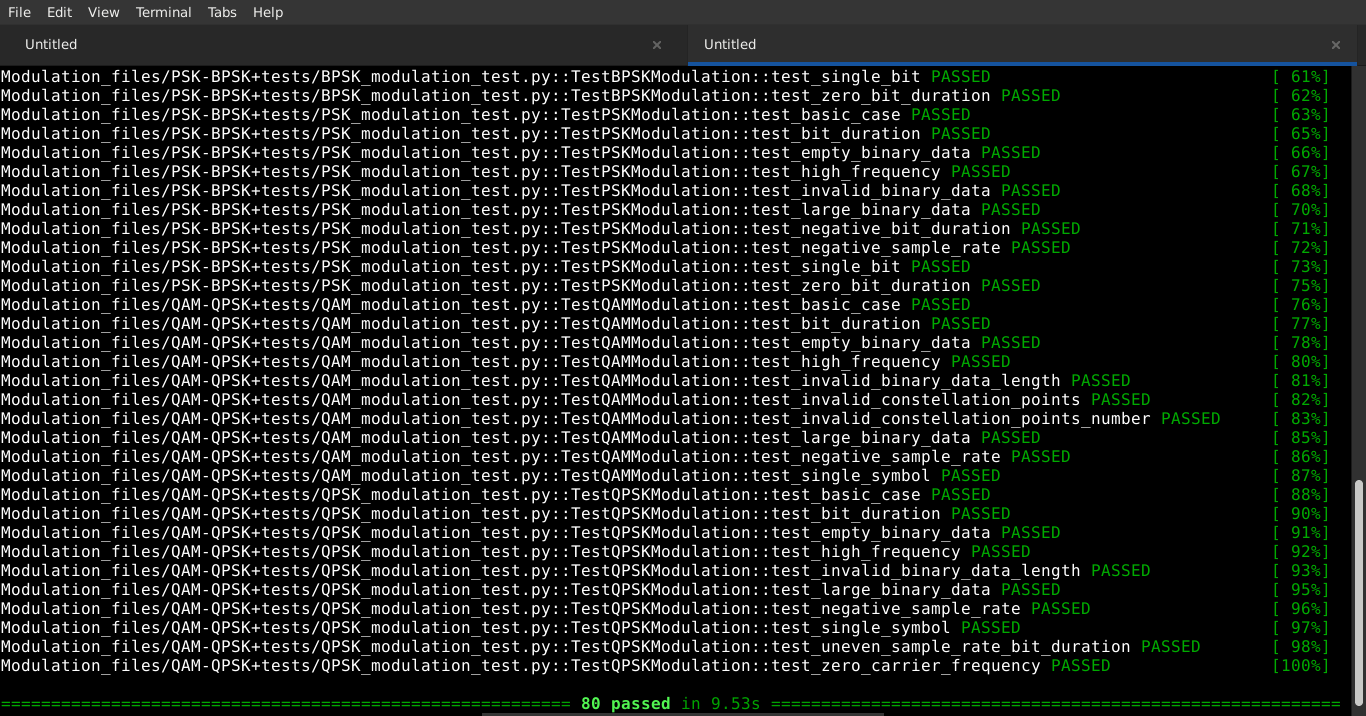 File Edit View Terminal Tabs Help
Untitled × Untitled ×
Modulation_files/PSK-BPSK+tests/BPSK_modulation_test.py::TestBPSKModulation::test_single_bit PASSED [ 61%]
Modulation_files/PSK-BPSK+tests/BPSK_modulation_test.py::TestBPSKModulation::test_zero_bit_duration PASSED [ 62%]
Modulation_files/PSK-BPSK+tests/PSK_modulation_test.py::TestPSKModulation::test_basic_case PASSED [ 63%]
Modulation_files/PSK-BPSK+tests/PSK_modulation_test.py::TestPSKModulation::test_bit_duration PASSED [ 65%]
Modulation_files/PSK-BPSK+tests/PSK_modulation_test.py::TestPSKModulation::test_empty_binary_data PASSED [ 66%]
Modulation_files/PSK-BPSK+tests/PSK_modulation_test.py::TestPSKModulation::test_high_frequency PASSED [ 67%]
Modulation_files/PSK-BPSK+tests/PSK_modulation_test.py::TestPSKModulation::test_invalid_binary_data PASSED [ 68%]
Modulation_files/PSK-BPSK+tests/PSK_modulation_test.py::TestPSKModulation::test_large_binary_data PASSED [ 70%]
Modulation_files/PSK-BPSK+tests/PSK_modulation_test.py::TestPSKModulation::test_negative_bit_duration PASSED [ 71%]
Modulation_files/PSK-BPSK+tests/PSK_modulation_test.py::TestPSKModulation::test_negative_sample_rate PASSED [ 72%]
Modulation_files/PSK-BPSK+tests/PSK_modulation_test.py::TestPSKModulation::test_single_bit PASSED [ 73%]
Modulation_files/PSK-BPSK+tests/PSK_modulation_test.py::TestPSKModulation::test_zero_bit_duration PASSED [ 75%]
Modulation_files/QAM-QPSK+tests/QAM_modulation_test.py::TestQAMModulation::test_basic_case PASSED [ 76%]
Modulation_files/QAM-QPSK+tests/QAM_modulation_test.py::TestQAMModulation::test_bit_duration PASSED [ 77%]
Modulation_files/QAM-QPSK+tests/QAM_modulation_test.py::TestQAMModulation::test_empty_binary_data PASSED [ 78%]
Modulation_files/QAM-QPSK+tests/QAM_modulation_test.py::TestQAMModulation::test_high_frequency PASSED [ 80%]
Modulation_files/QAM-QPSK+tests/QAM_modulation_test.py::TestQAMModulation::test_invalid_binary_data_length PASSED [ 81%]
Modulation_files/QAM-QPSK+tests/QAM_modulation_test.py::TestQAMModulation::test_invalid_constellation_points PASSED [ 82%]
Modulation_files/QAM-QPSK+tests/QAM_modulation_test.py::TestQAMModulation::test_invalid_constellation_points_number PASSED [ 83%]
Modulation_files/QAM-QPSK+tests/QAM_modulation_test.py::TestQAMModulation::test_large_binary_data PASSED [ 85%]
Modulation_files/QAM-QPSK+tests/QAM_modulation_test.py::TestQAMModulation::test_negative_sample_rate PASSED [ 86%]
Modulation_files/QAM-QPSK+tests/QAM_modulation_test.py::TestQAMModulation::test_single_symbol PASSED [ 87%]
Modulation_files/QAM-QPSK+tests/QPSK_modulation_test.py::TestQPSKModulation::test_basic_case PASSED [ 88%]
Modulation_files/QAM-QPSK+tests/QPSK_modulation_test.py::TestQPSKModulation::test_bit_duration PASSED [ 90%]
Modulation_files/QAM-QPSK+tests/QPSK_modulation_test.py::TestQPSKModulation::test_empty_binary_data PASSED [ 91%]
Modulation_files/QAM-QPSK+tests/QPSK_modulation_test.py::TestQPSKModulation::test_high_frequency PASSED [ 92%]
Modulation_files/QAM-QPSK+tests/QPSK_modulation_test.py::TestQPSKModulation::test_invalid_binary_data_length PASSED [ 93%]
Modulation_files/QAM-QPSK+tests/QPSK_modulation_test.py::TestQPSKModulation::test_large_binary_data PASSED [ 95%]
Modulation_files/QAM-QPSK+tests/QPSK_modulation_test.py::TestQPSKModulation::test_negative_sample_rate PASSED [ 96%]
Modulation_files/QAM-QPSK+tests/QPSK_modulation_test.py::TestQPSKModulation::test_single_symbol PASSED [ 97%]
Modulation_files/QAM-QPSK+tests/QPSK_modulation_test.py::TestQPSKModulation::test_uneven_sample_rate_bit_duration PASSED [ 98%]
Modulation_files/QAM-QPSK+tests/QPSK_modulation_test.py::TestQPSKModulation::test_zero_carrier_frequency PASSED [100%]
========================================================= 80 passed in 9.53s =========================================================